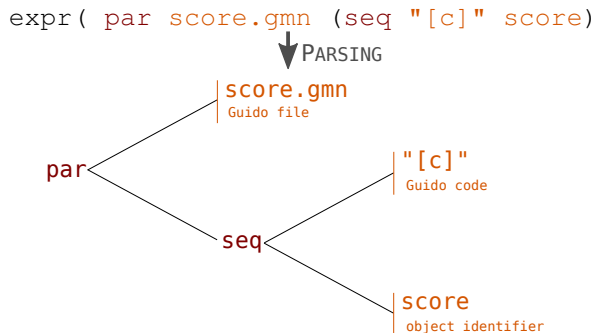 expr( par score.gmn (seq "[c]" score)
PARSING
score.gmn
Guido file
"[c]"
par
Guido code
seq
score
object identifier